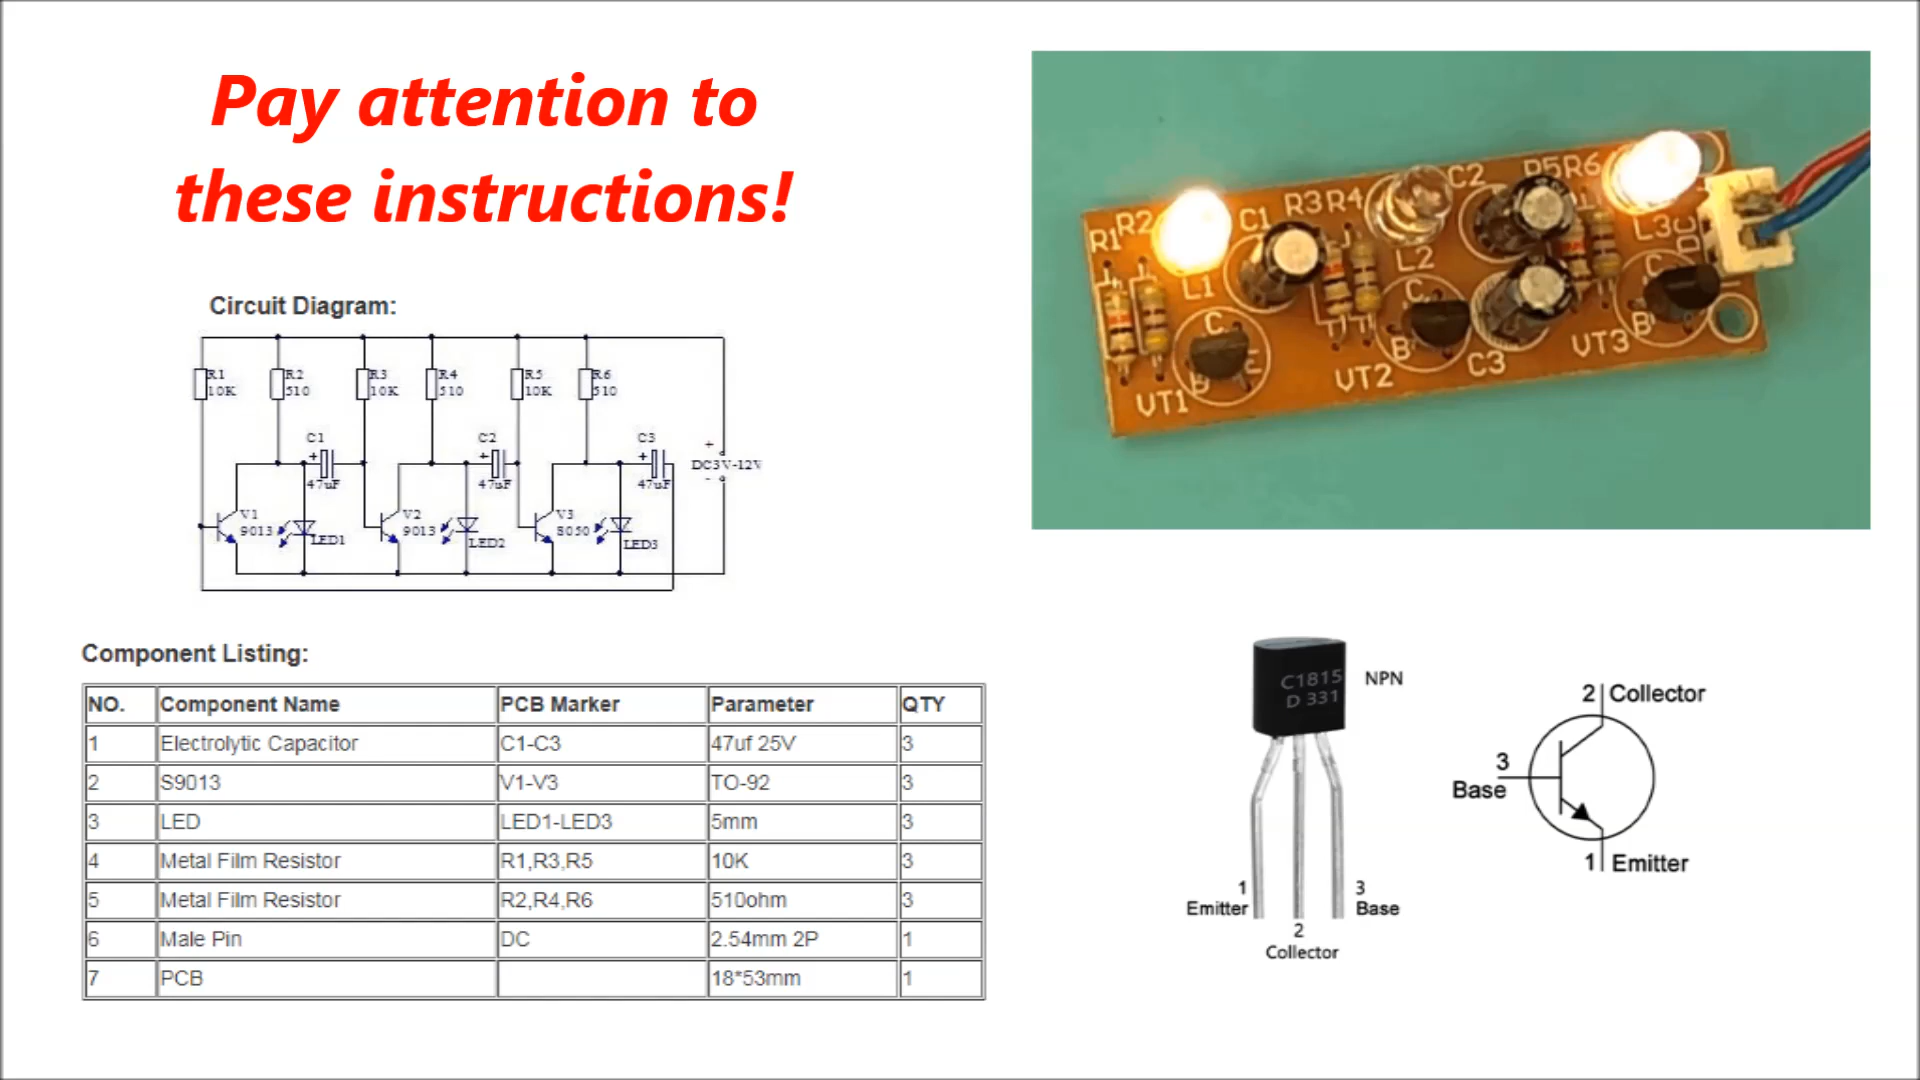 Pay attention to
these instructions!
Circuit Diagram:
R1 R2 R3 R4 R5 R6
10K 510 10K 510 10K 510
C1 C2 C3
+ + + +
DC3V-12V
47uF 47uF 47uF -
V1 V2 V3
9013 9013 8050
LED1 LED2 LED3
Component Listing:
NO. Component Name PCB Marker Parameter QTY
1 Electrolytic Capacitor C1-C3 47uf 25V 3
2 S9013 V1-V3 TO-92 3
3 LED LED1-LED3 5mm 3
4 Metal Film Resistor R1,R3,R5 10K 3
5 Metal Film Resistor R2,R4,R6 510ohm 3
6 Male Pin DC 2.54mm 2P 1
7 PCB 18*53mm 1
R1 R2 C1 R3 R4 C2 R5 R6
L1 L2 L3
C C C
B B B
E
VT1 VT2 C3 VT3
C1815
D 331
NPN
1
Emitter
2
Collector
3
Base
2 Collector
3
Base
1 Emitter